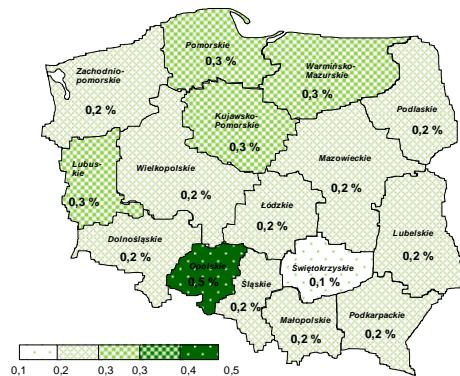 Pomorskie
0,3 %
Warmińsko-
Mazurskie
0,3 %
Zachodnio-
pomorskie
0,2 %
Podlaskie
0,2 %
Kujawsko-
Pomorskie
0,3 %
Lubus-
kie
0,3 %
Wielkopolskie
0,2 %
Mazowieckie
0,2 %
Łódzkie
0,2 %
Lubelskie
0,2 %
Dolnośląskie
0,2 %
Opolskie
0,5 %
Śląskie
0,2 %
Świętokrzyskie
0,1 %
Małopolskie
0,2 %
Podkarpackie
0,2 %
0,1 0,2 0,3 0,3 0,4 0,5